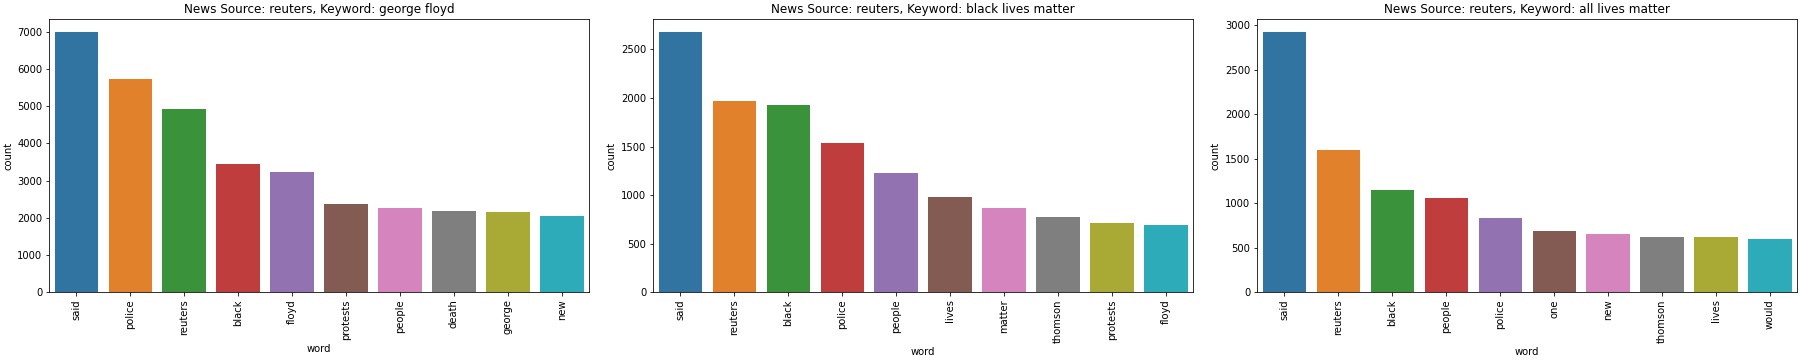 News Source: reuters, Keyword: george floyd
7000
6000
5000
4000
3000
2000
1000
0
count
said
police
reuters
black
floyd
protests
people
death
george
new
word
News Source: reuters, Keyword: black lives matter
2500
2000
1500
1000
500
0
count
said
reuters
black
police
people
lives
matter
thomson
protests
floyd
word
News Source: reuters, Keyword: all lives matter
3000
2500
2000
1500
1000
500
0
count
said
reuters
black
people
police
one
new
thomson
lives
would
word